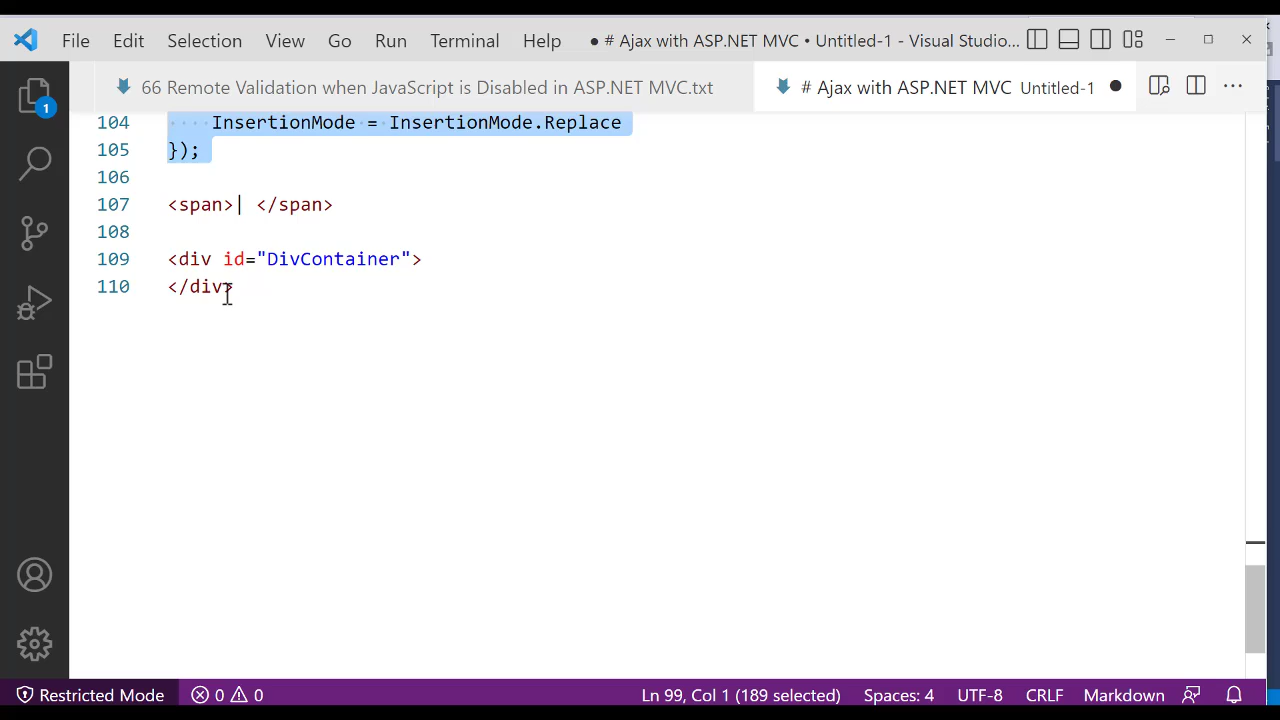 File Edit Selection View Go Run Terminal Help ● # Ajax with ASP.NET MVC • Untitled-1 - Visual Studio...
66 Remote Validation when JavaScript is Disabled in ASP.NET MVC.txt # Ajax with ASP.NET MVC Untitled-1
104 ····InsertionMode·=·InsertionMode.Replace
105 });
106
107 <span>| </span>
108
109 <div id="DivContainer">
110 </div>
1
Restricted Mode 0 0 Ln 99, Col 1 (189 selected) Spaces: 4 UTF-8 CRLF Markdown